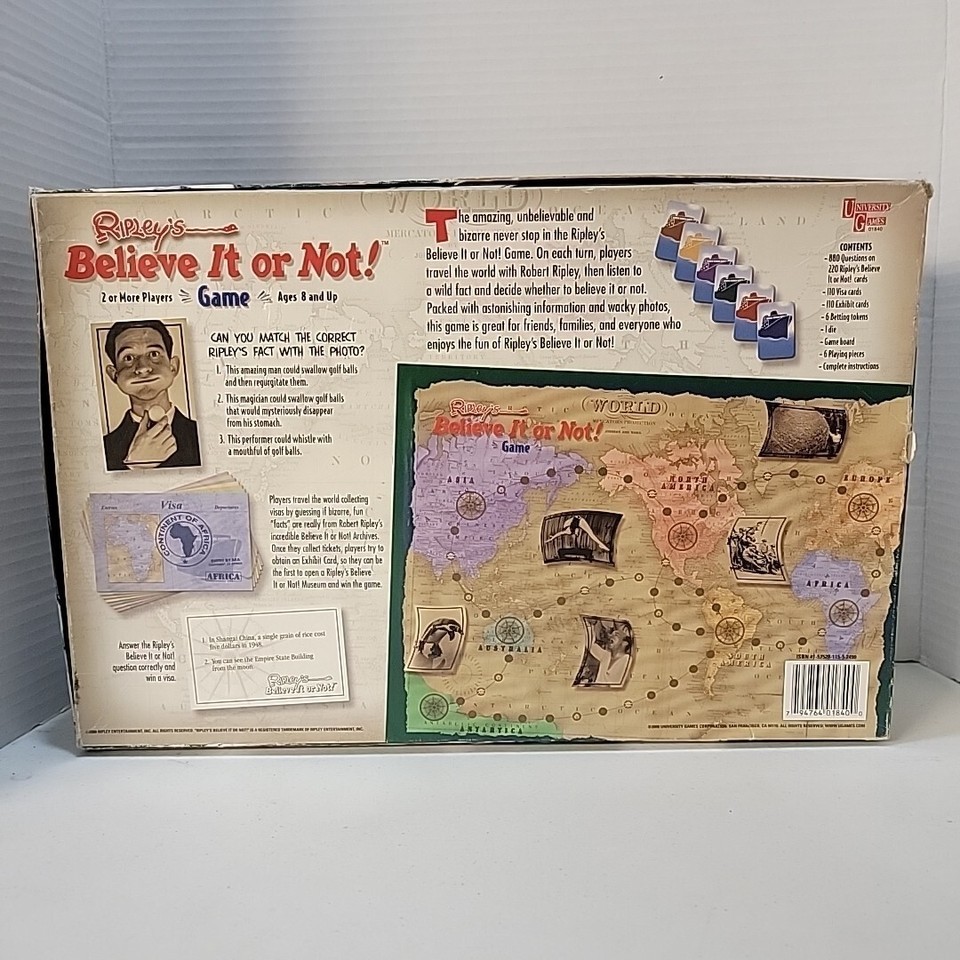 Ripley's
Believe It or Not!™
2 or More Players Game Ages 8 and Up
CAN YOU MATCH THE CORRECT
RIPLEY'S FACT WITH THE PHOTO?
1. This amazing man could swallow golf balls
and then regurgitate them.
2. This magician could swallow golf balls
that would mysteriously disappear
from his stomach.
3. This performer could whistle with
a mouthful of golf balls.
Entries Visa Departures
CONTINENT OF AFRICA
AFRICA
Players travel the world collecting
visas by guessing if bizarre, fun
"facts" are really from Robert Ripley's
incredible Believe It or Not! Archives.
Once they collect tickets, players try to
obtain an Exhibit Card, so they can be
the first to open a Ripley's Believe
It or Not! Museum and win the game.
Answer the Ripley's
Believe It or Not!
question correctly and
win a visa.
1. In Shangai China, a single grain of rice cost
five dollars in 1948.
2. You can see the Empire State Building
from the moon.
Ripley's
Believe It or Not!
ARCTIC
WORLD
OCEAN
LAND
The amazing, unbelievable and
bizarre never stop in the Ripley's
Believe It or Not! Game. On each turn, players
travel the world with Robert Ripley, then listen to
a wild fact and decide whether to believe it or not.
Packed with astonishing information and wacky photos,
this game is great for friends, families, and everyone who
enjoys the fun of Ripley's Believe It or Not!
UNIVERSITY
GAMES
01840
CONTENTS
- 880 Questions on
220 Ripley's Believe
It or Not! cards
- 110 Visa cards
- 110 Exhibit cards
- 6 Betting tokens
- 1 die
- Game board
- 6 Playing pieces
- Complete instructions
Ripley's
Believe It or Not!
Game
WORLD
ASIA
NORTH
AMERICA
EUROPE
AFRICA
AUSTRALIA
SOUTH
AMERICA
ANTARTICA
7 94764 01840 0